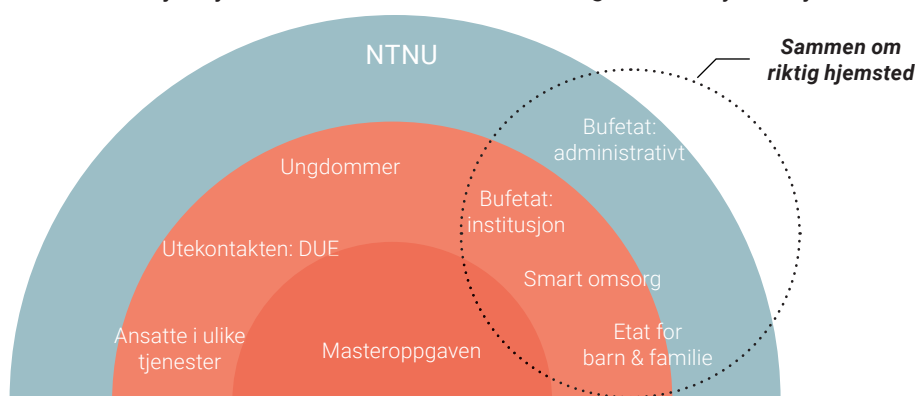 NTNU
Sammen om
riktig hjemsted
Bufetat:
administrativt
Ungdommer
Bufetat:
institusjon
Utekontakten: DUE
Smart omsorg
Ansatte i ulike
tjenester
Masteroppgaven
Etat for
barn & familie